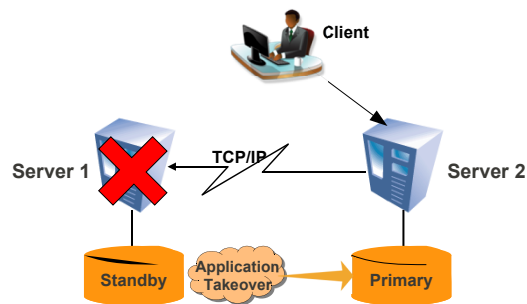 Client
TCP/IP
Server 1
Server 2
Standby
Application
Takeover
Primary